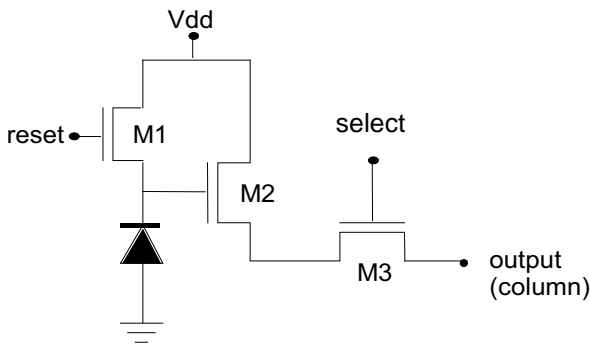 Vdd
reset
M1
select
M2
M3
output
(column)